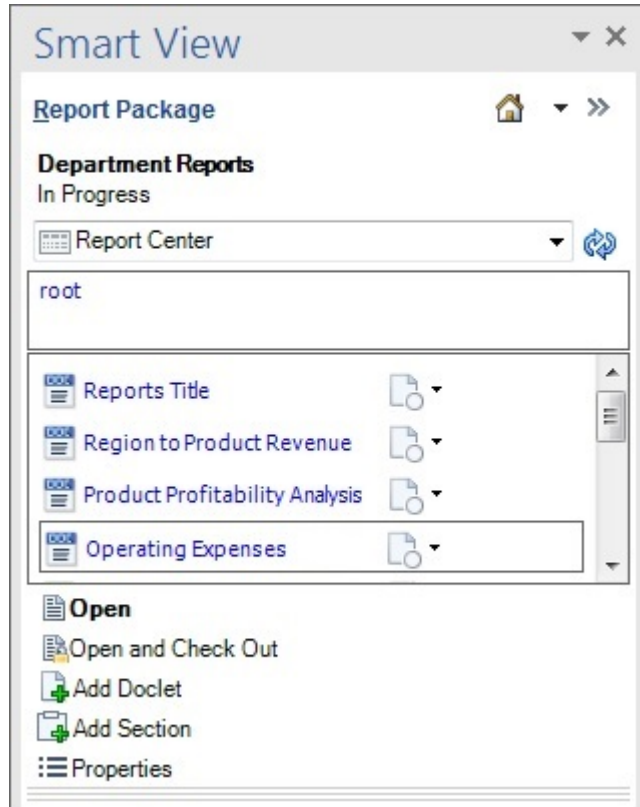 Smart View
Report Package
Department Reports
In Progress
Report Center
root
Reports Title
Region to Product Revenue
Product Profitability Analysis
Operating Expenses
Open
Open and Check Out
Add Doclet
Add Section
Properties